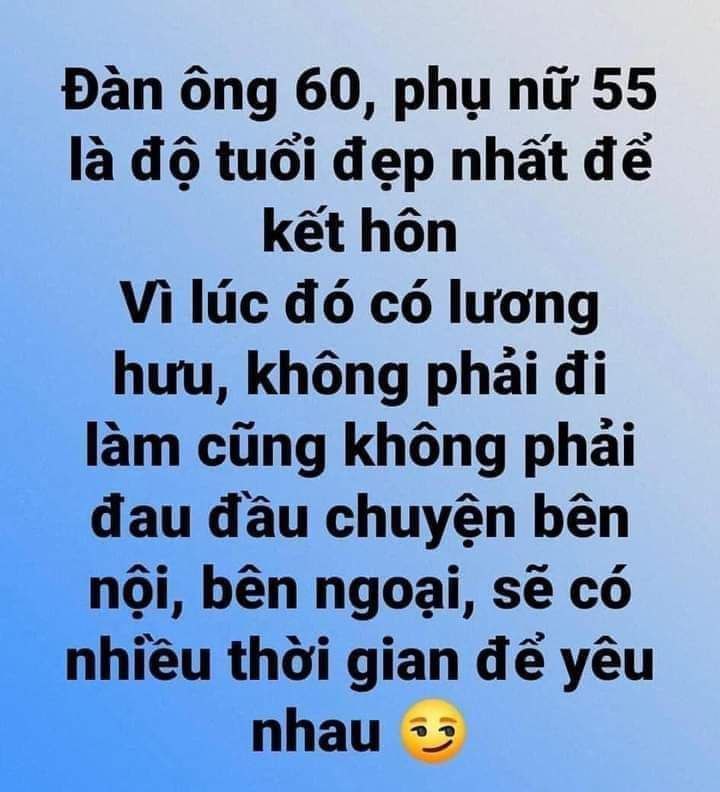 Đàn ông 60, phụ nữ 55
là độ tuổi đẹp nhất để
kết hôn
Vì lúc đó có lương
hưu, không phải đi
làm cũng không phải
đau đầu chuyện bên
nội, bên ngoại, sẽ có
nhiều thời gian để yêu
nhau 😏